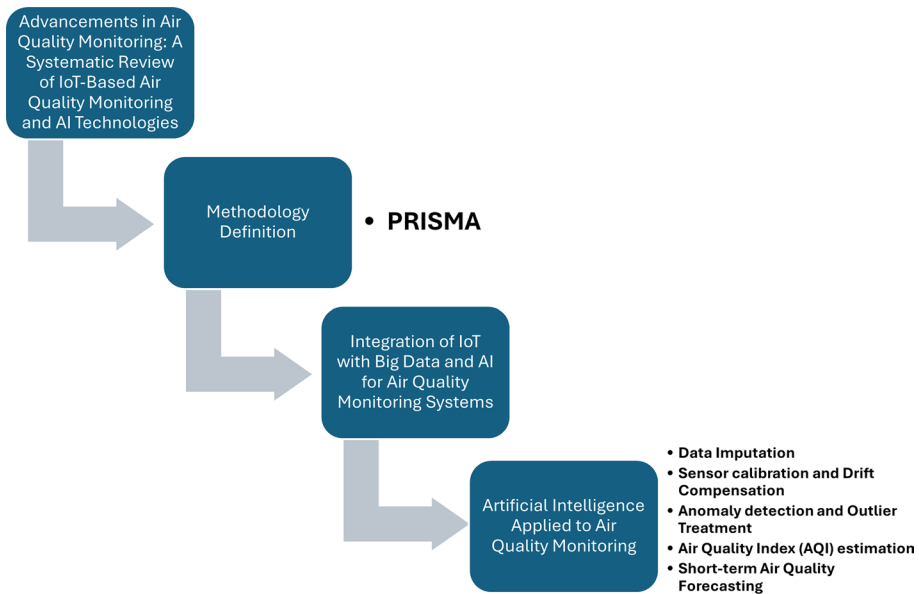 Advancements in Air
Quality Monitoring: A
Systematic Review
of IoT-Based Air
Quality Monitoring
and AI Technologies
Methodology
Definition
• PRISMA
Integration of IoT
with Big Data and AI
for Air Quality
Monitoring Systems
Artificial Intelligence
Applied to Air
Quality Monitoring
• Data Imputation
• Sensor calibration and Drift
Compensation
• Anomaly detection and Outlier
Treatment
• Air Quality Index (AQI) estimation
• Short-term Air Quality
Forecasting